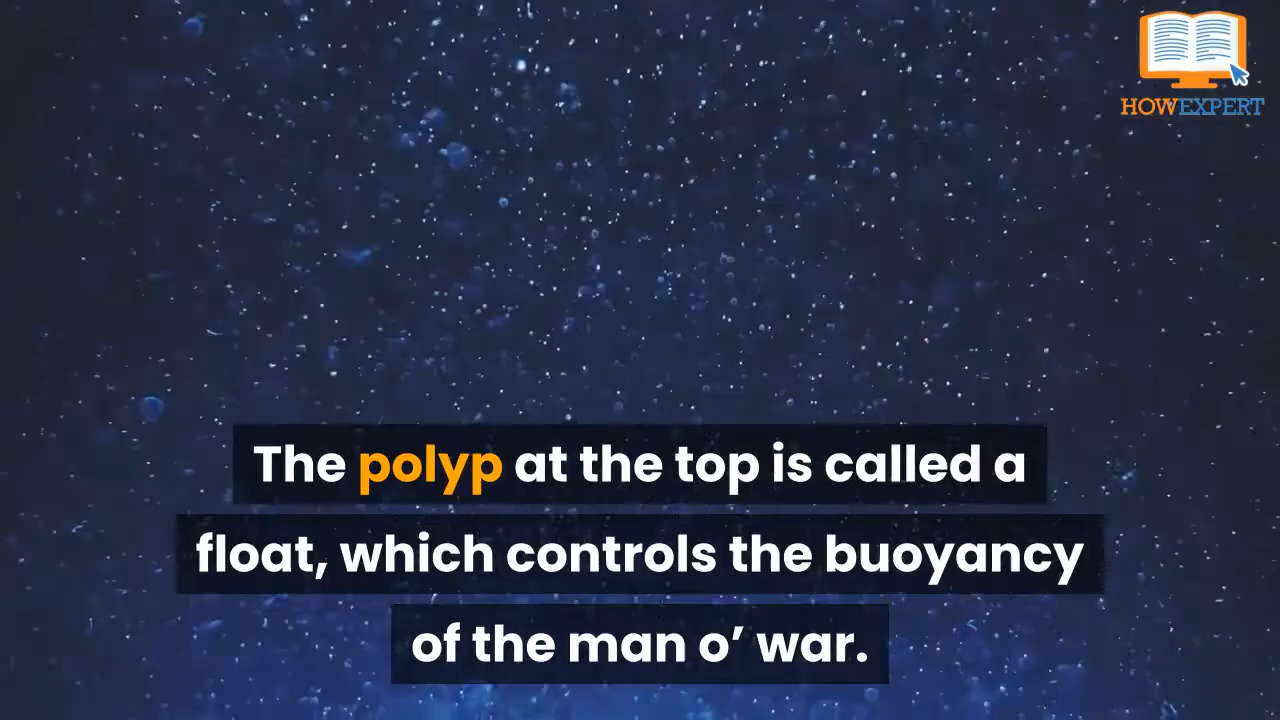 HOWEXPERT
The polyp at the top is called a
float, which controls the buoyancy
of the man o’ war.